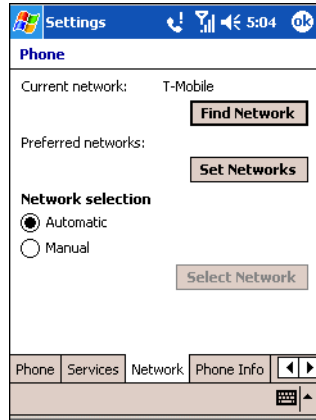 Settings 5:04 ok
Phone
Current network: T-Mobile
Find Network
Preferred networks:
Set Networks
Network selection
Automatic
Manual
Select Network
Phone Services Network Phone Info